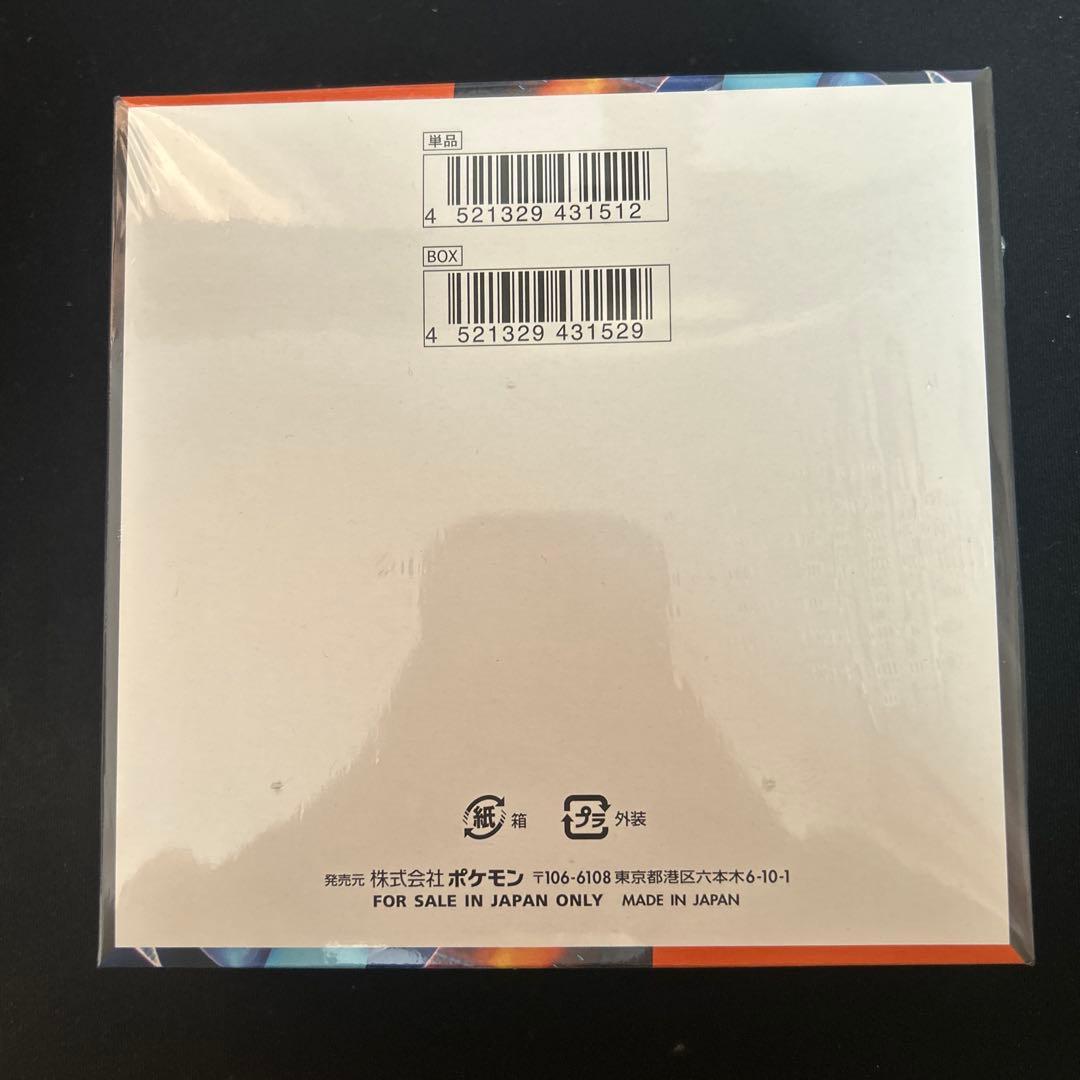 単品
4 521329 431512
BOX
4 521329 431529
紙 箱 プラ 外装
発売元 株式会社ポケモン 〒106-6108 東京都港区六本木6-10-1
FOR SALE IN JAPAN ONLY MADE IN JAPAN